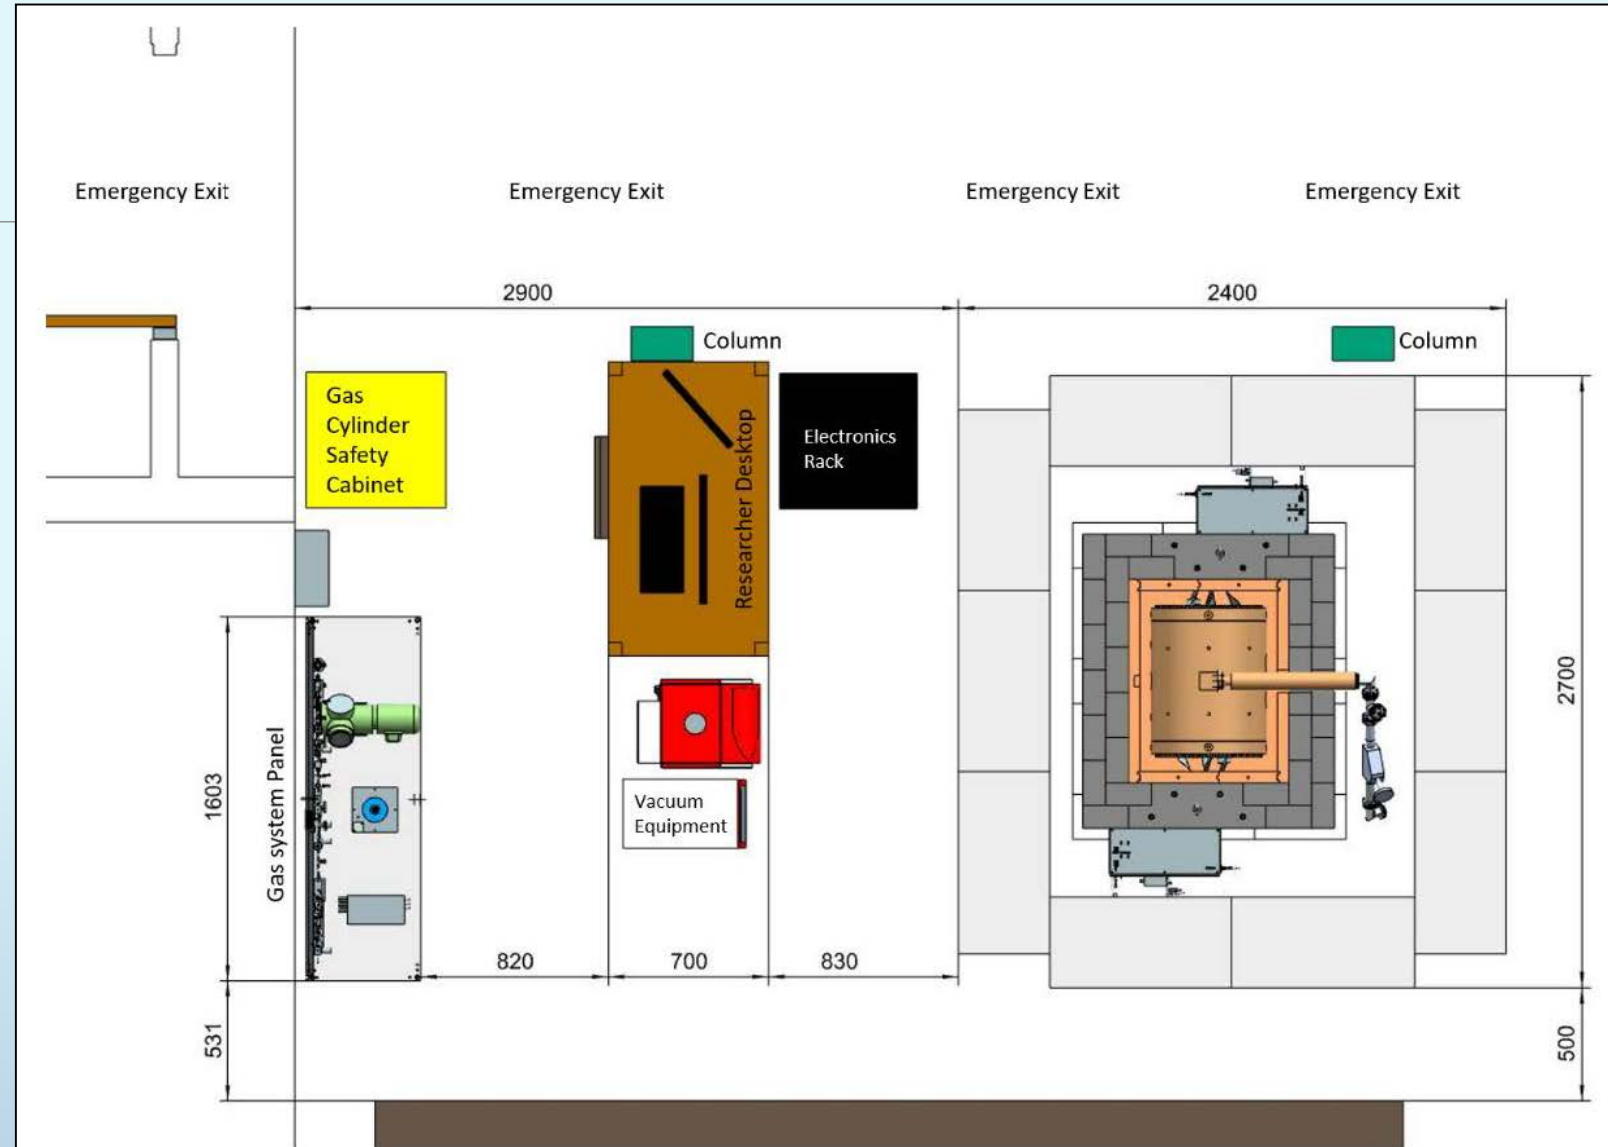 Emergency Exit
Emergency Exit
Emergency Exit
Emergency Exit
2900
2400
Column
Column
Gas
Cylinder
Safety
Cabinet
Researcher Desktop
Electronics
Rack
2700
Gas system Panel
1603
Vacuum
Equipment
820
700
830
531
500